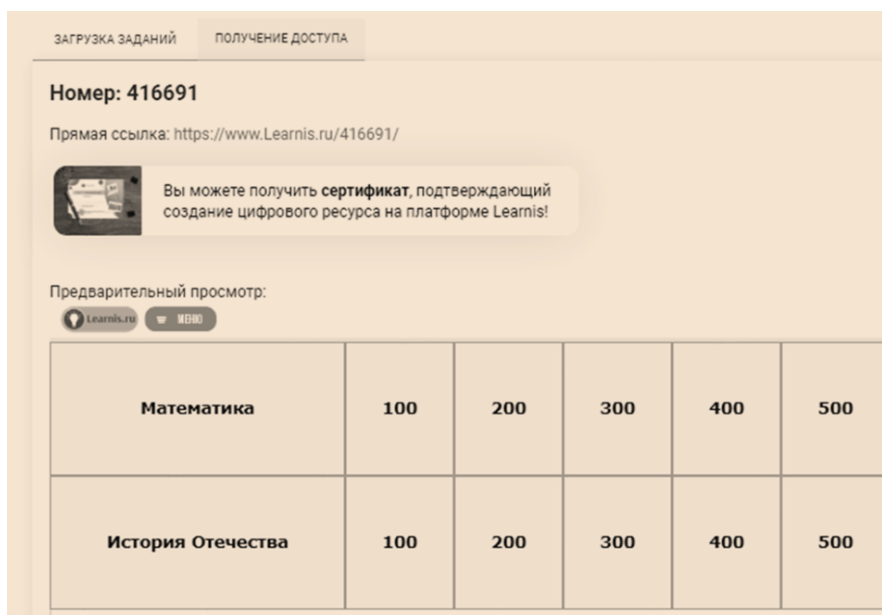 ЗАГРУЗКА ЗАДАНИЙ ПОЛУЧЕНИЕ ДОСТУПА
Номер: 416691
Прямая ссылка: https://www.Learnis.ru/416691/
Вы можете получить сертификат, подтверждающий
создание цифрового ресурса на платформе Learnis!
Предварительный просмотр:
Learnis.ru МЕНЮ
Математика 100 200 300 400 500
История Отечества 100 200 300 400 500